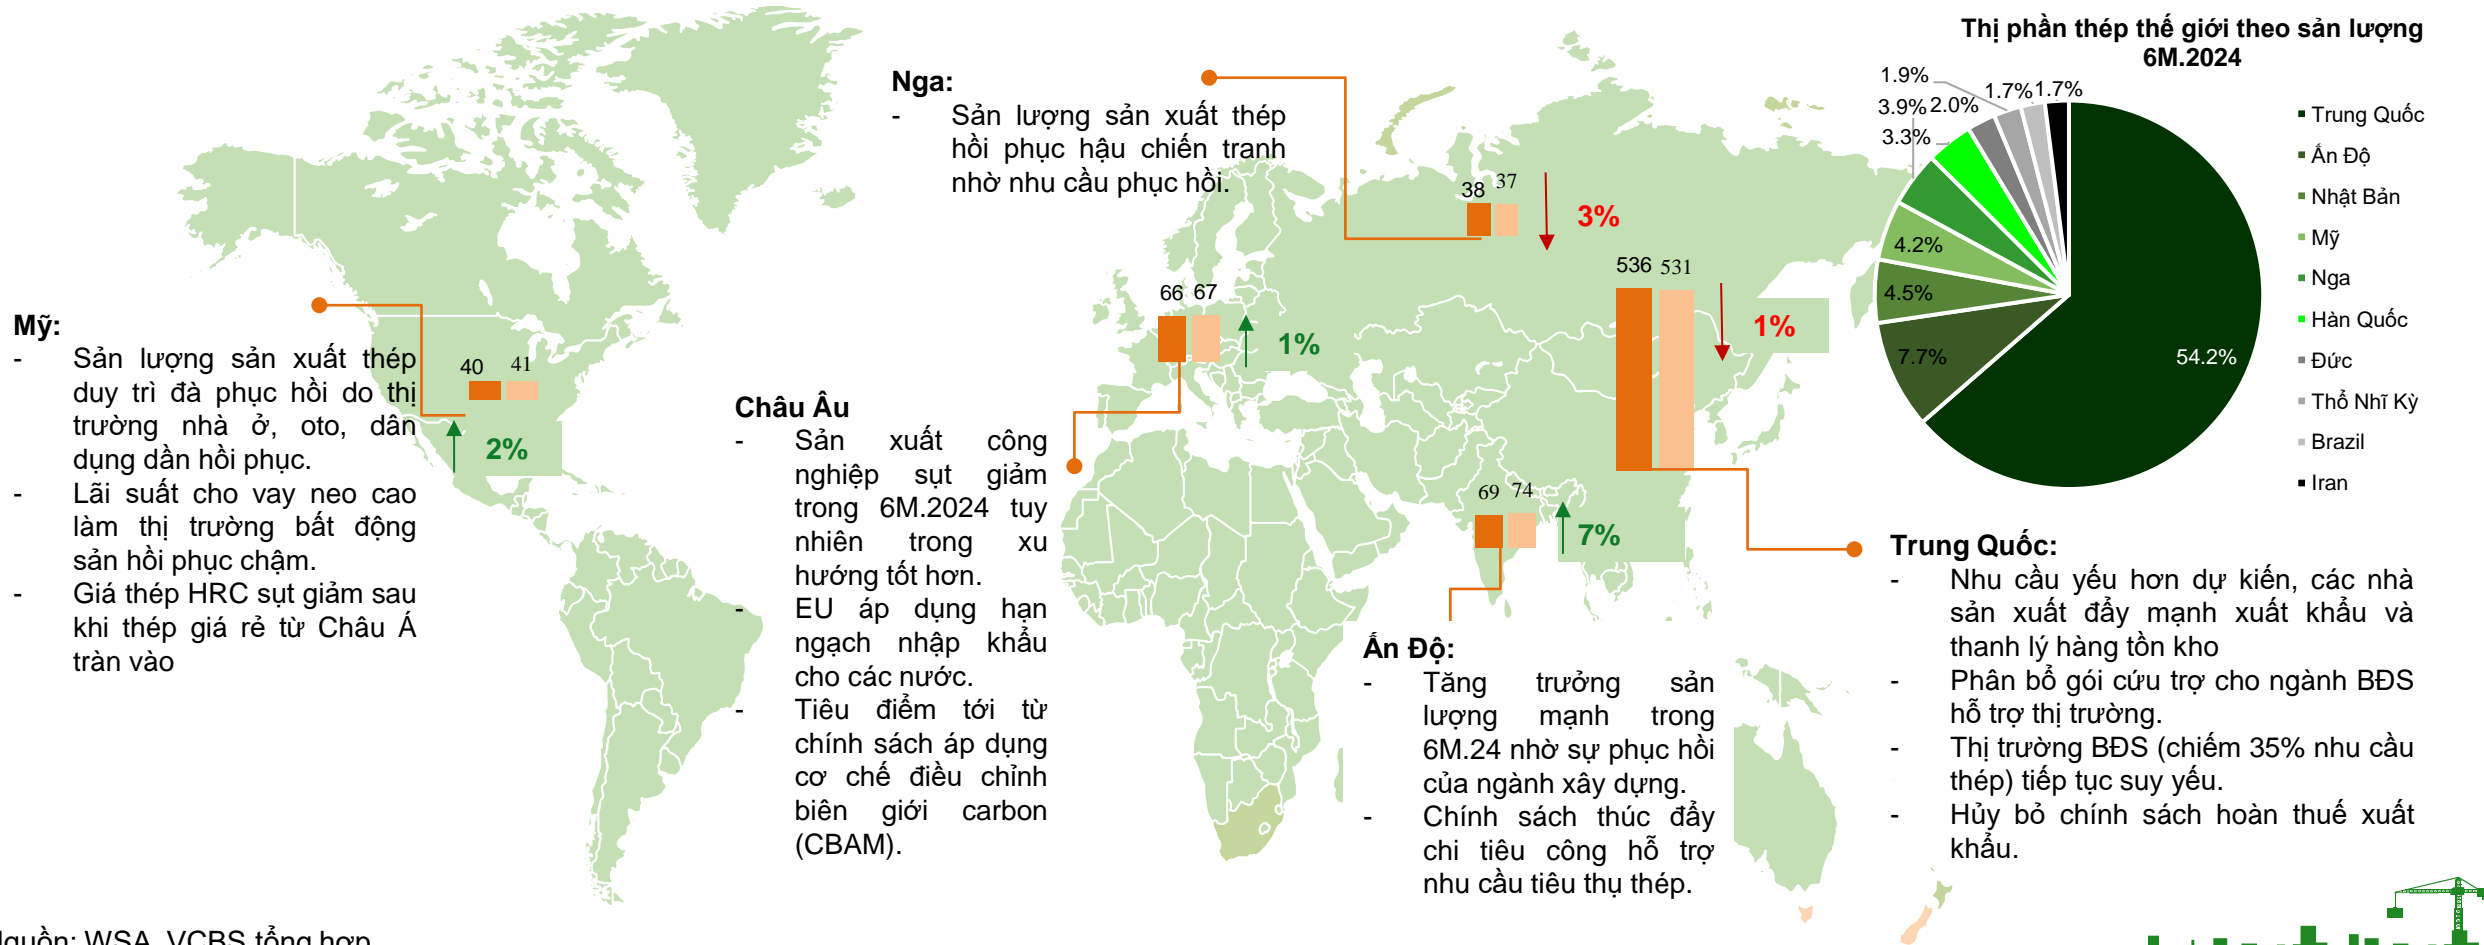 Thị phần thép thế giới theo sản lượng
6M.2024
1.9%
3.9%
2.0%
1.7%
1.7%
3.3%
4.2%
4.5%
7.7%
54.2%
Trung Quốc
Ấn Độ
Nhật Bản
Mỹ
Nga
Hàn Quốc
Đức
Thổ Nhĩ Kỳ
Brazil
Iran
Nga:
- Sản lượng sản xuất thép
hồi phục hậu chiến tranh
nhờ nhu cầu phục hồi.
38 37
3%
536 531
1%
66 67
1%
69 74
7%
40 41
2%
Mỹ:
- Sản lượng sản xuất thép
duy trì đà phục hồi do thị
trường nhà ở, oto, dân
dụng dần hồi phục.
- Lãi suất cho vay neo cao
làm thị trường bất động
sản hồi phục chậm.
- Giá thép HRC sụt giảm sau
khi thép giá rẻ từ Châu Á
tràn vào
Châu Âu
- Sản xuất công
nghiệp sụt giảm
trong 6M.2024 tuy
nhiên trong xu
hướng tốt hơn.
- EU áp dụng hạn
ngạch nhập khẩu
cho các nước.
- Tiêu điểm tới từ
chính sách áp dụng
cơ chế điều chỉnh
biên giới carbon
(CBAM).
Ấn Độ:
- Tăng trưởng sản
lượng mạnh trong
6M.24 nhờ sự phục hồi
của ngành xây dựng.
- Chính sách thúc đẩy
chi tiêu công hỗ trợ
nhu cầu tiêu thụ thép.
Trung Quốc:
- Nhu cầu yếu hơn dự kiến, các nhà
sản xuất đẩy mạnh xuất khẩu và
thanh lý hàng tồn kho
- Phân bổ gói cứu trợ cho ngành BĐS
hỗ trợ thị trường.
- Thị trường BĐS (chiếm 35% nhu cầu
thép) tiếp tục suy yếu.
- Hủy bỏ chính sách hoàn thuế xuất
khẩu.
Nguồn: WSA, VCBS tổng hợp